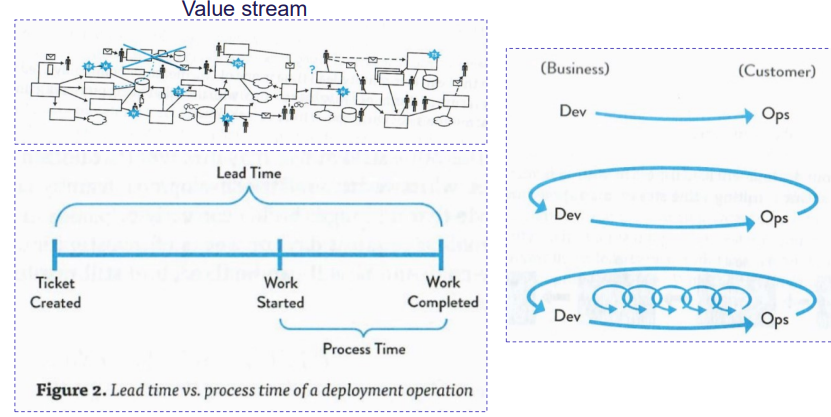 Value stream
?
Lead Time
Ticket
Created
Work
Started
Work
Completed
Process Time
Figure 2. Lead time vs. process time of a deployment operation
(Business)
(Customer)
Dev
Ops
Dev
Ops
Dev
Ops